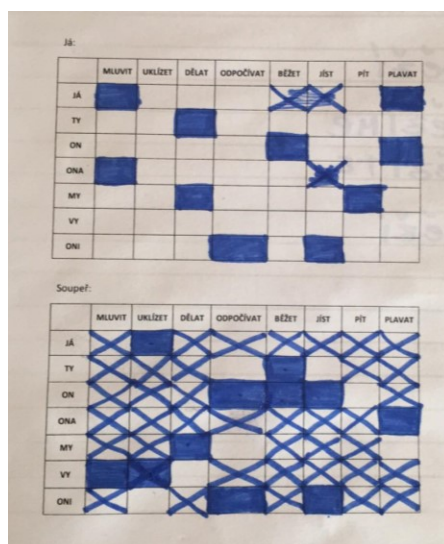 Já:
MLUVIT UKLÍZET DĚLAT ODPOČÍVAT BĚŽET JÍST PÍT PLAVAT
JÁ
TY
ON
ONA
MY
VY
ONI
Soupeř:
MLUVIT UKLÍZET DĚLAT ODPOČÍVAT BĚŽET JÍST PÍT PLAVAT
JÁ
TY
ON
ONA
MY
VY
ONI